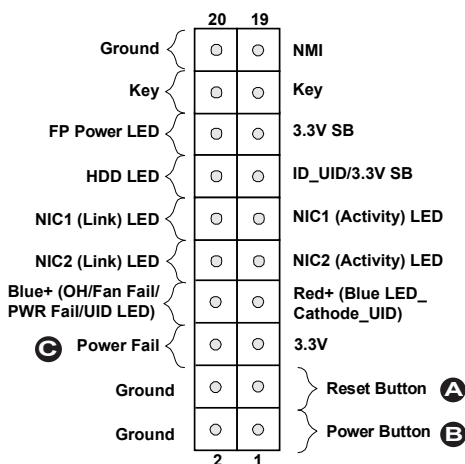 20 19
Ground NMI
Key Key
FP Power LED 3.3V SB
HDD LED ID_UID/3.3V SB
NIC1 (Link) LED NIC1 (Activity) LED
NIC2 (Link) LED NIC2 (Activity) LED
Blue+ (OH/Fan Fail/ Red+ (Blue LED_
PWR Fail/UID LED) Cathode_UID)
C Power Fail 3.3V
Ground Reset Button A
Ground Power Button B
2 1